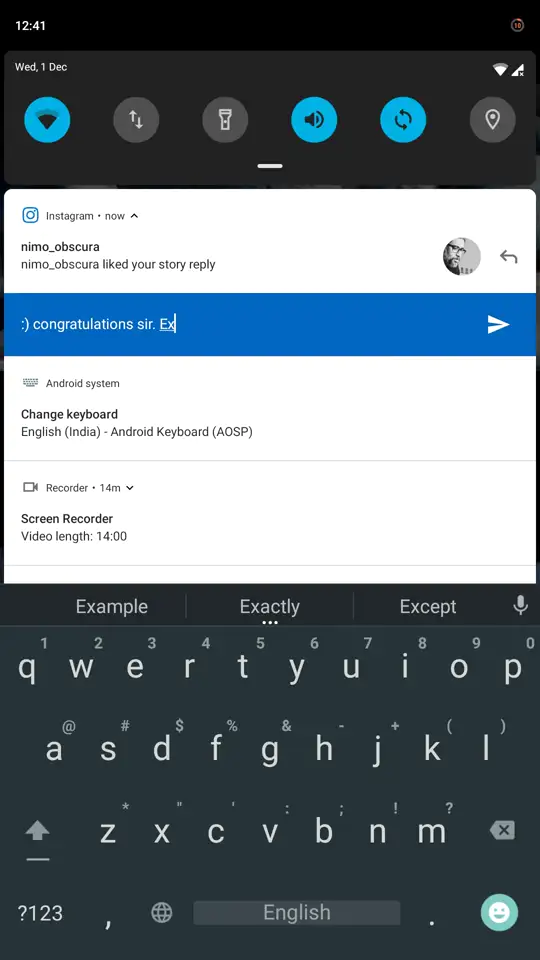 12:41
10
Wed, 1 Dec
Instagram • now
nimo_obscura
nimo_obscura liked your story reply
:) congratulations sir. Ex
Android system
Change keyboard
English (India) - Android Keyboard (AOSP)
Recorder • 14m
Screen Recorder
Video length: 14:00
Example Exactly Except
1 2 3 4 5 6 7 8 9 0
q w e r t y u i o p
@ # $ % & - + ( )
a s d f g h j k l
* " ' : ; ! ?
z x c v b n m
?123 , English .